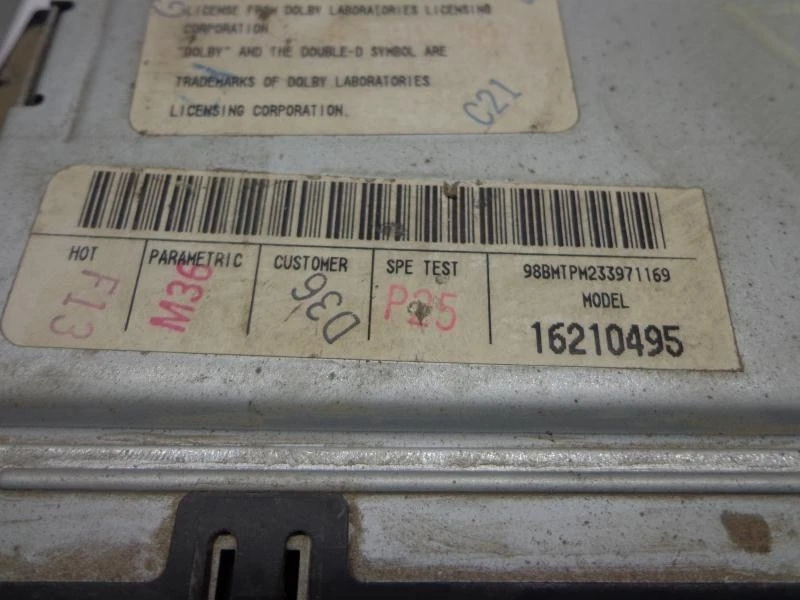 LICENSE FROM DOLBY LABORATORIES LICENSING
CORPORATION.
"DOLBY" AND THE DOUBLE-D SYMBOL ARE
TRADEMARKS OF DOLBY LABORATORIES
LICENSING CORPORATION.
C21
HOT
F13
PARAMETRIC
M36
CUSTOMER
D36
SPE TEST
P25
98BMTPM233971169
MODEL
16210495